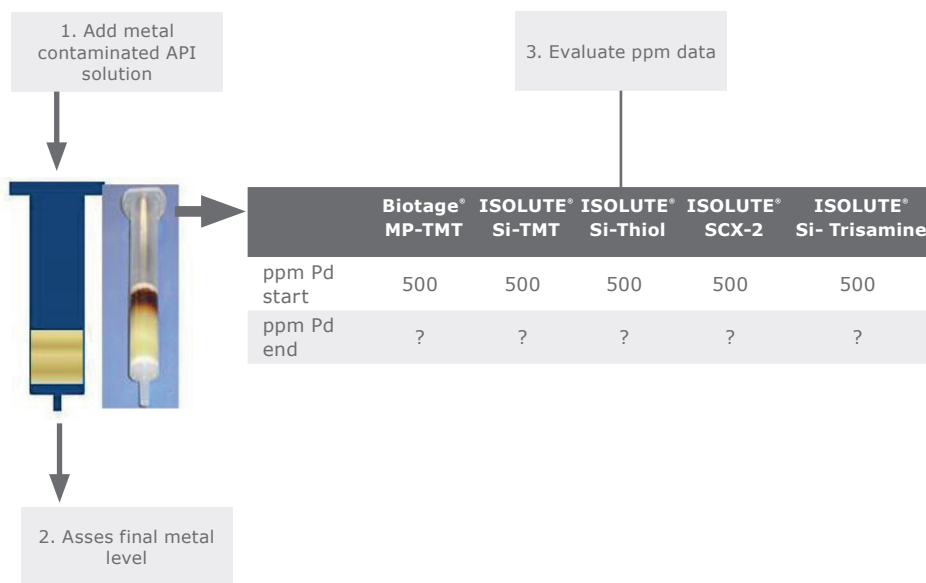 1. Add metal
contaminated API
solution
3. Evaluate ppm data
Biotage® ISOLUTE® ISOLUTE® ISOLUTE® ISOLUTE®
MP-TMT Si-TMT Si-Thiol SCX-2 Si- Trisamine
ppm Pd
start 500 500 500 500 500
ppm Pd
end ? ? ? ? ?
2. Asses final metal
level